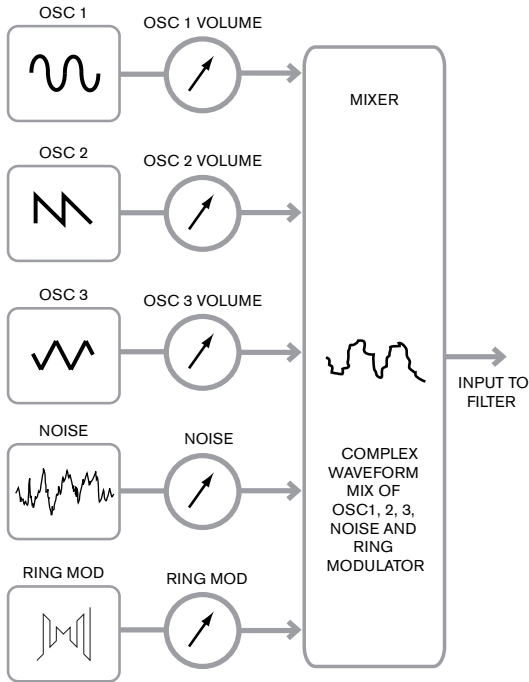 OSC 1
OSC 1 VOLUME
MIXER
OSC 2
OSC 2 VOLUME
OSC 3
OSC 3 VOLUME
INPUT TO
FILTER
NOISE
NOISE
COMPLEX
WAVEFORM
MIX OF
OSC1, 2, 3,
NOISE AND
RING
MODULATOR
RING MOD
RING MOD